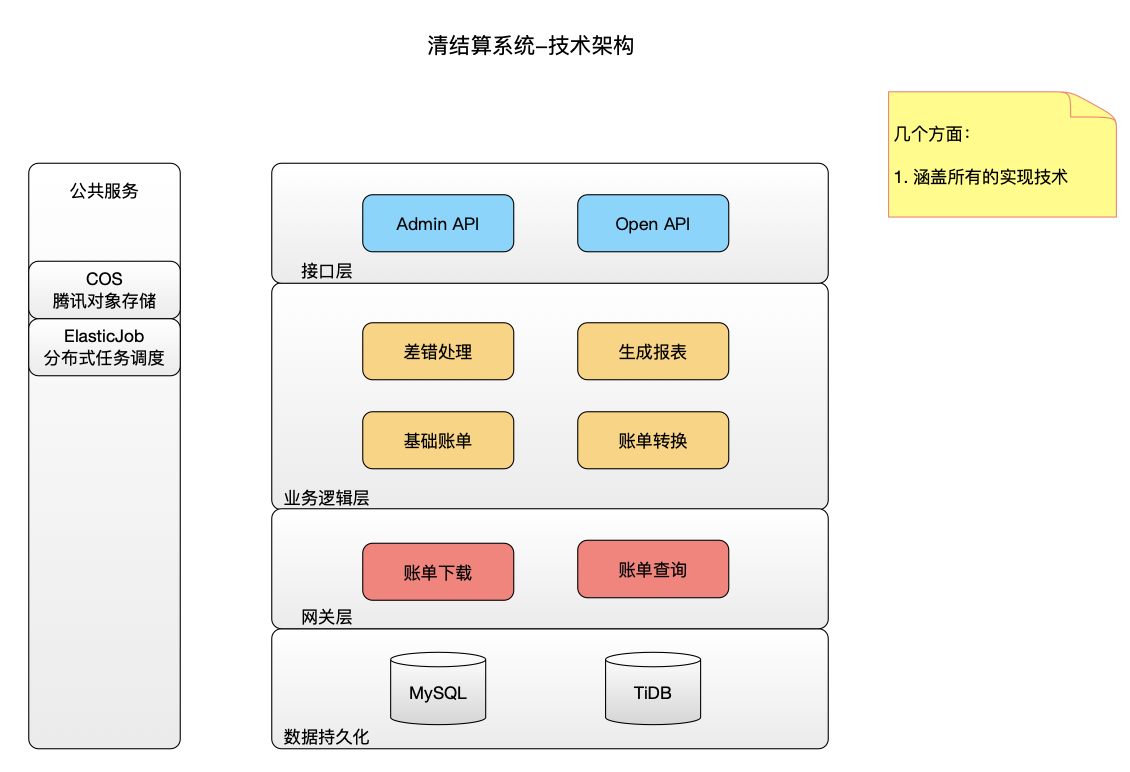 清结算系统–技术架构
几个方面：
1. 涵盖所有的实现技术
公共服务
COS
腾讯对象存储
ElasticJob
分布式任务调度
Admin API
Open API
接口层
差错处理
生成报表
基础账单
账单转换
业务逻辑层
账单下载
账单查询
网关层
MySQL
TiDB
数据持久化